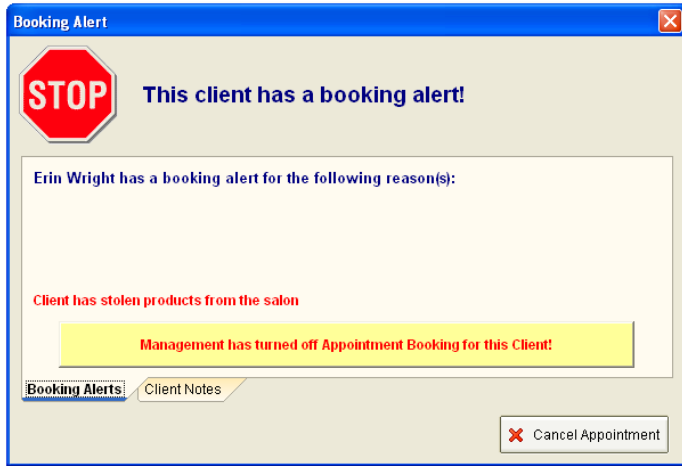 Booking Alert
STOP
This client has a booking alert!
Erin Wright has a booking alert for the following reason(s):
Client has stolen products from the salon
Management has turned off Appointment Booking for this Client!
Booking Alerts
Client Notes
Cancel Appointment